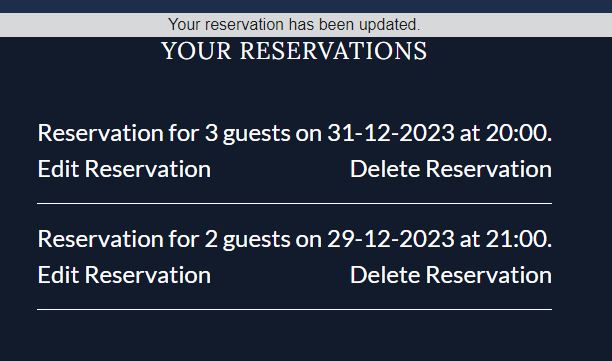 Your reservation has been updated.
YOUR RESERVATIONS
Reservation for 3 guests on 31-12-2023 at 20:00.
Edit Reservation Delete Reservation
Reservation for 2 guests on 29-12-2023 at 21:00.
Edit Reservation Delete Reservation